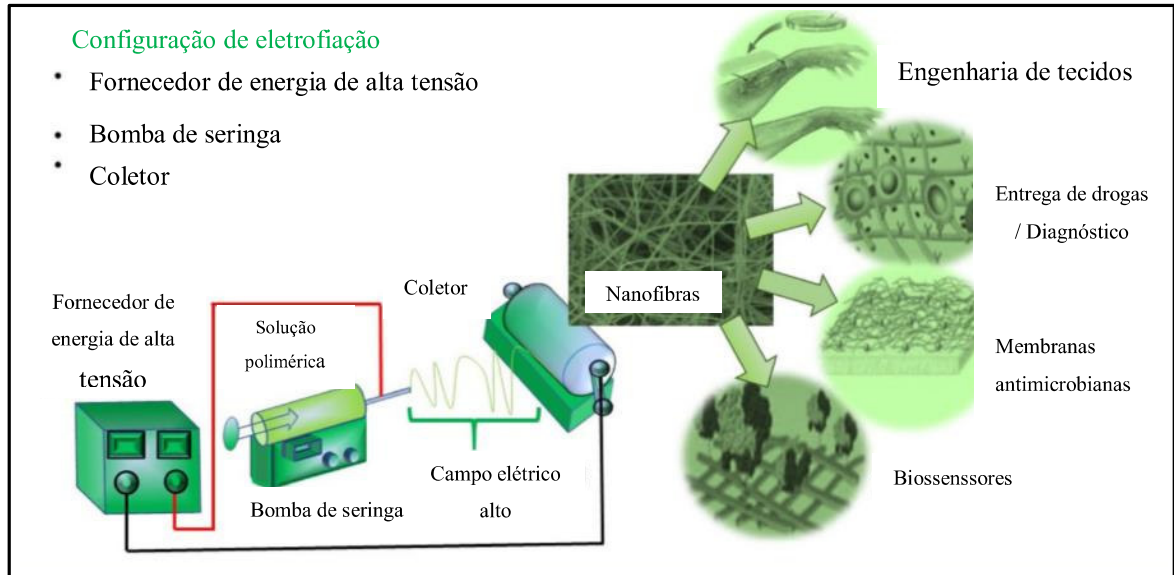 Configuração de eletrofiação
• Fornecedor de energia de alta tensão
• Bomba de seringa
• Coletor
Engenharia de tecidos
Entrega de drogas
/ Diagnóstico
Membranas
antimicrobianas
Biossenssores
Nanofibras
Coletor
Fornecedor de
energia de alta
tensão
Solução
polimérica
Bomba de seringa
Campo elétrico
alto